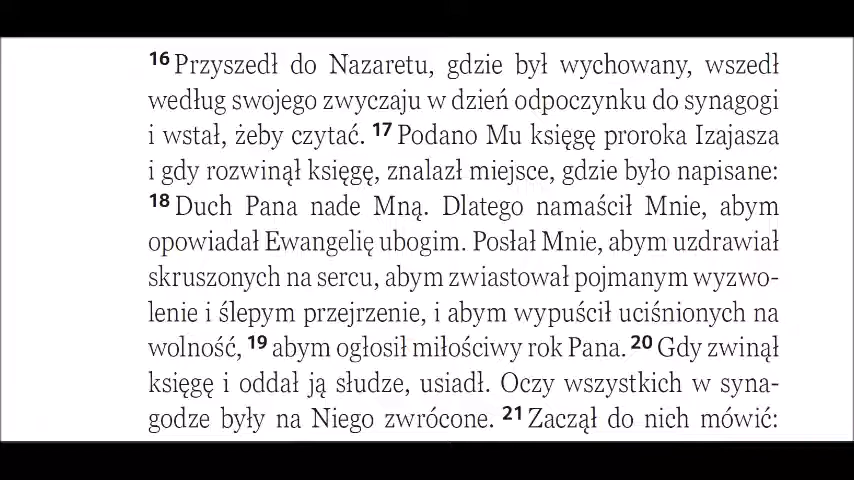 16 Przyszedł do Nazaretu, gdzie był wychowany, wszedł
według swojego zwyczaju w dzień odpoczynku do synagogi
i wstał, żeby czytać. 17 Podano Mu księgę proroka Izajasza
i gdy rozwinął księgę, znalazł miejsce, gdzie było napisane:
18 Duch Pana nade Mną. Dlatego namaścił Mnie, abym
opowiadał Ewangelię ubogim. Posłał Mnie, abym uzdrawiał
skruszonych na sercu, abym zwiastował pojmanym wyzwo-
lenie i ślepym przejrzenie, i abym wypuścił uciśnionych na
wolność, 19 abym ogłosił miłościwy rok Pana. 20 Gdy zwinął
księgę i oddał ją słudze, usiadł. Oczy wszystkich w syna-
godze były na Niego zwrócone. 21 Zaczął do nich mówić: